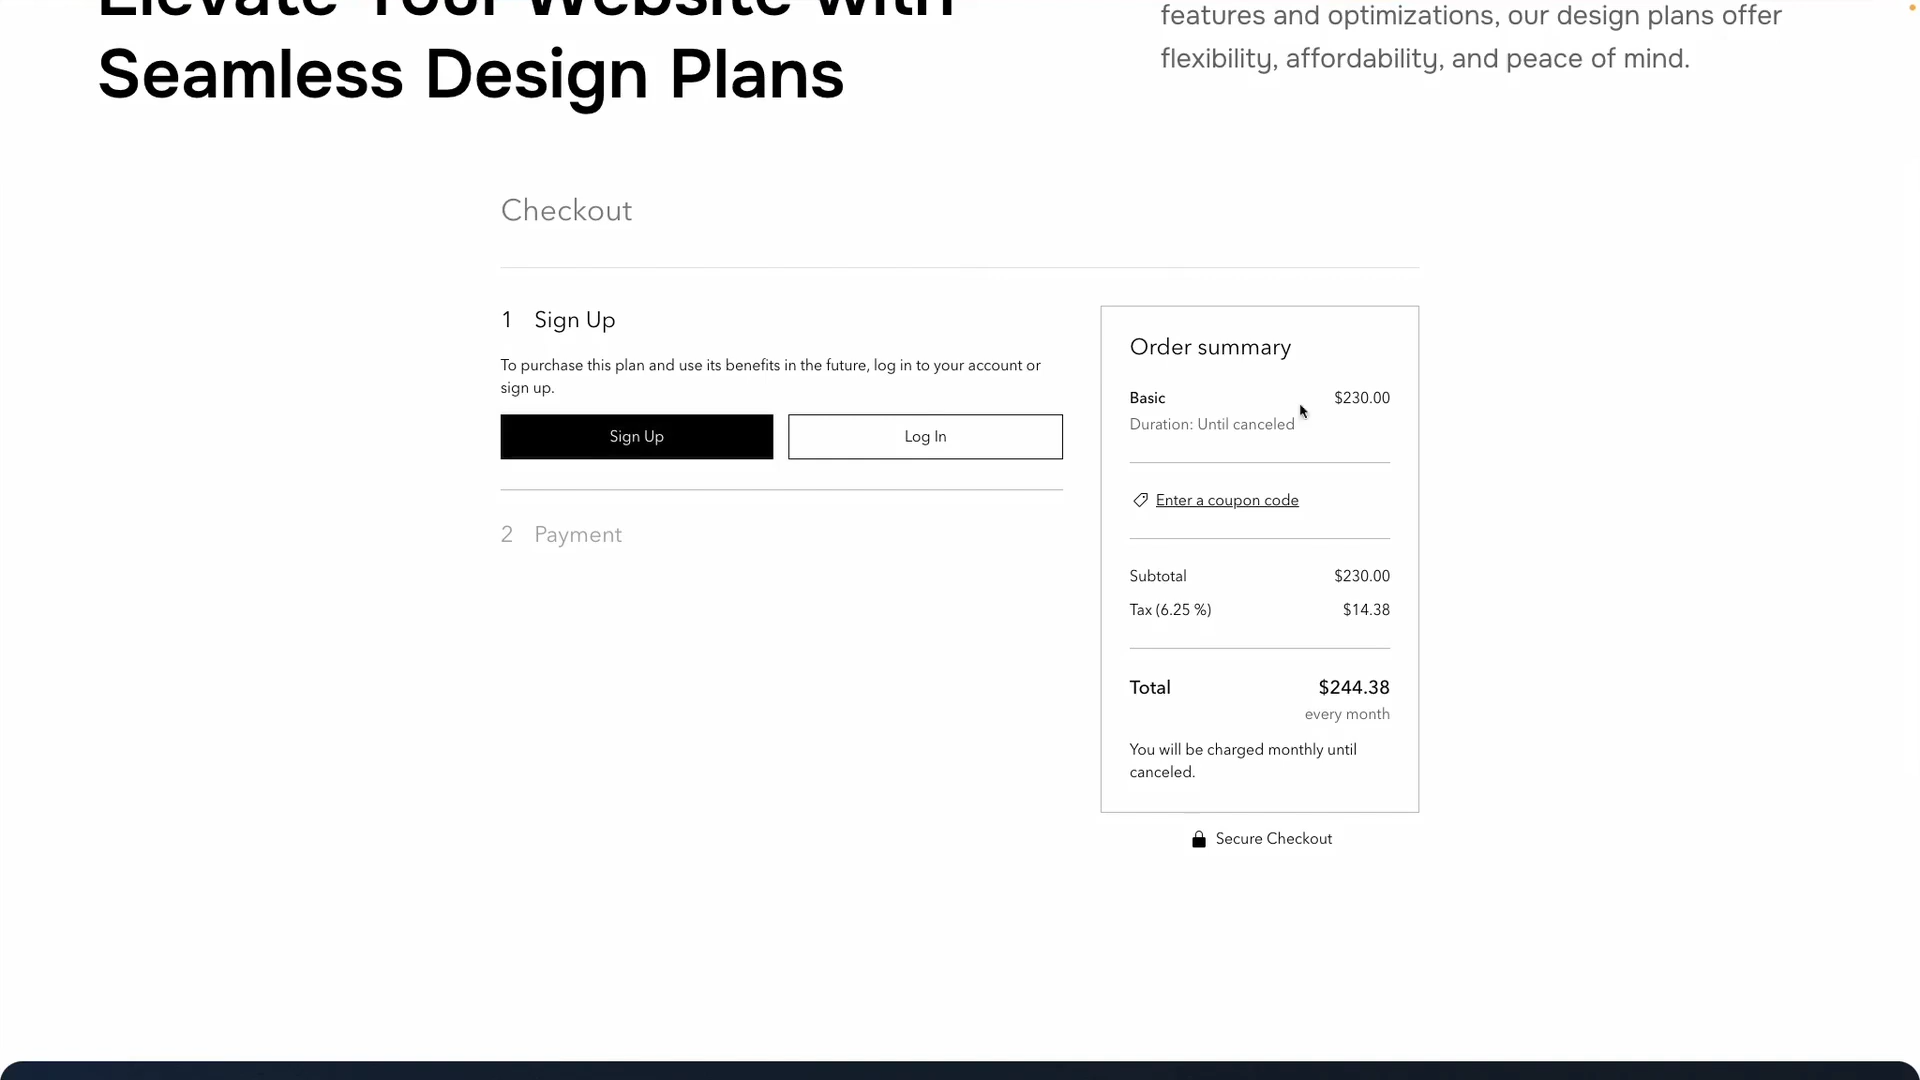 Elevate Your Website with
Seamless Design Plans
features and optimizations, our design plans offer
flexibility, affordability, and peace of mind.
Checkout
1 Sign Up
To purchase this plan and use its benefits in the future, log in to your account or
sign up.
Sign Up
Log In
2 Payment
Order summary
Basic $230.00
Duration: Until canceled
Enter a coupon code
Subtotal $230.00
Tax (6.25 %) $14.38
Total $244.38
every month
You will be charged monthly until
canceled.
Secure Checkout